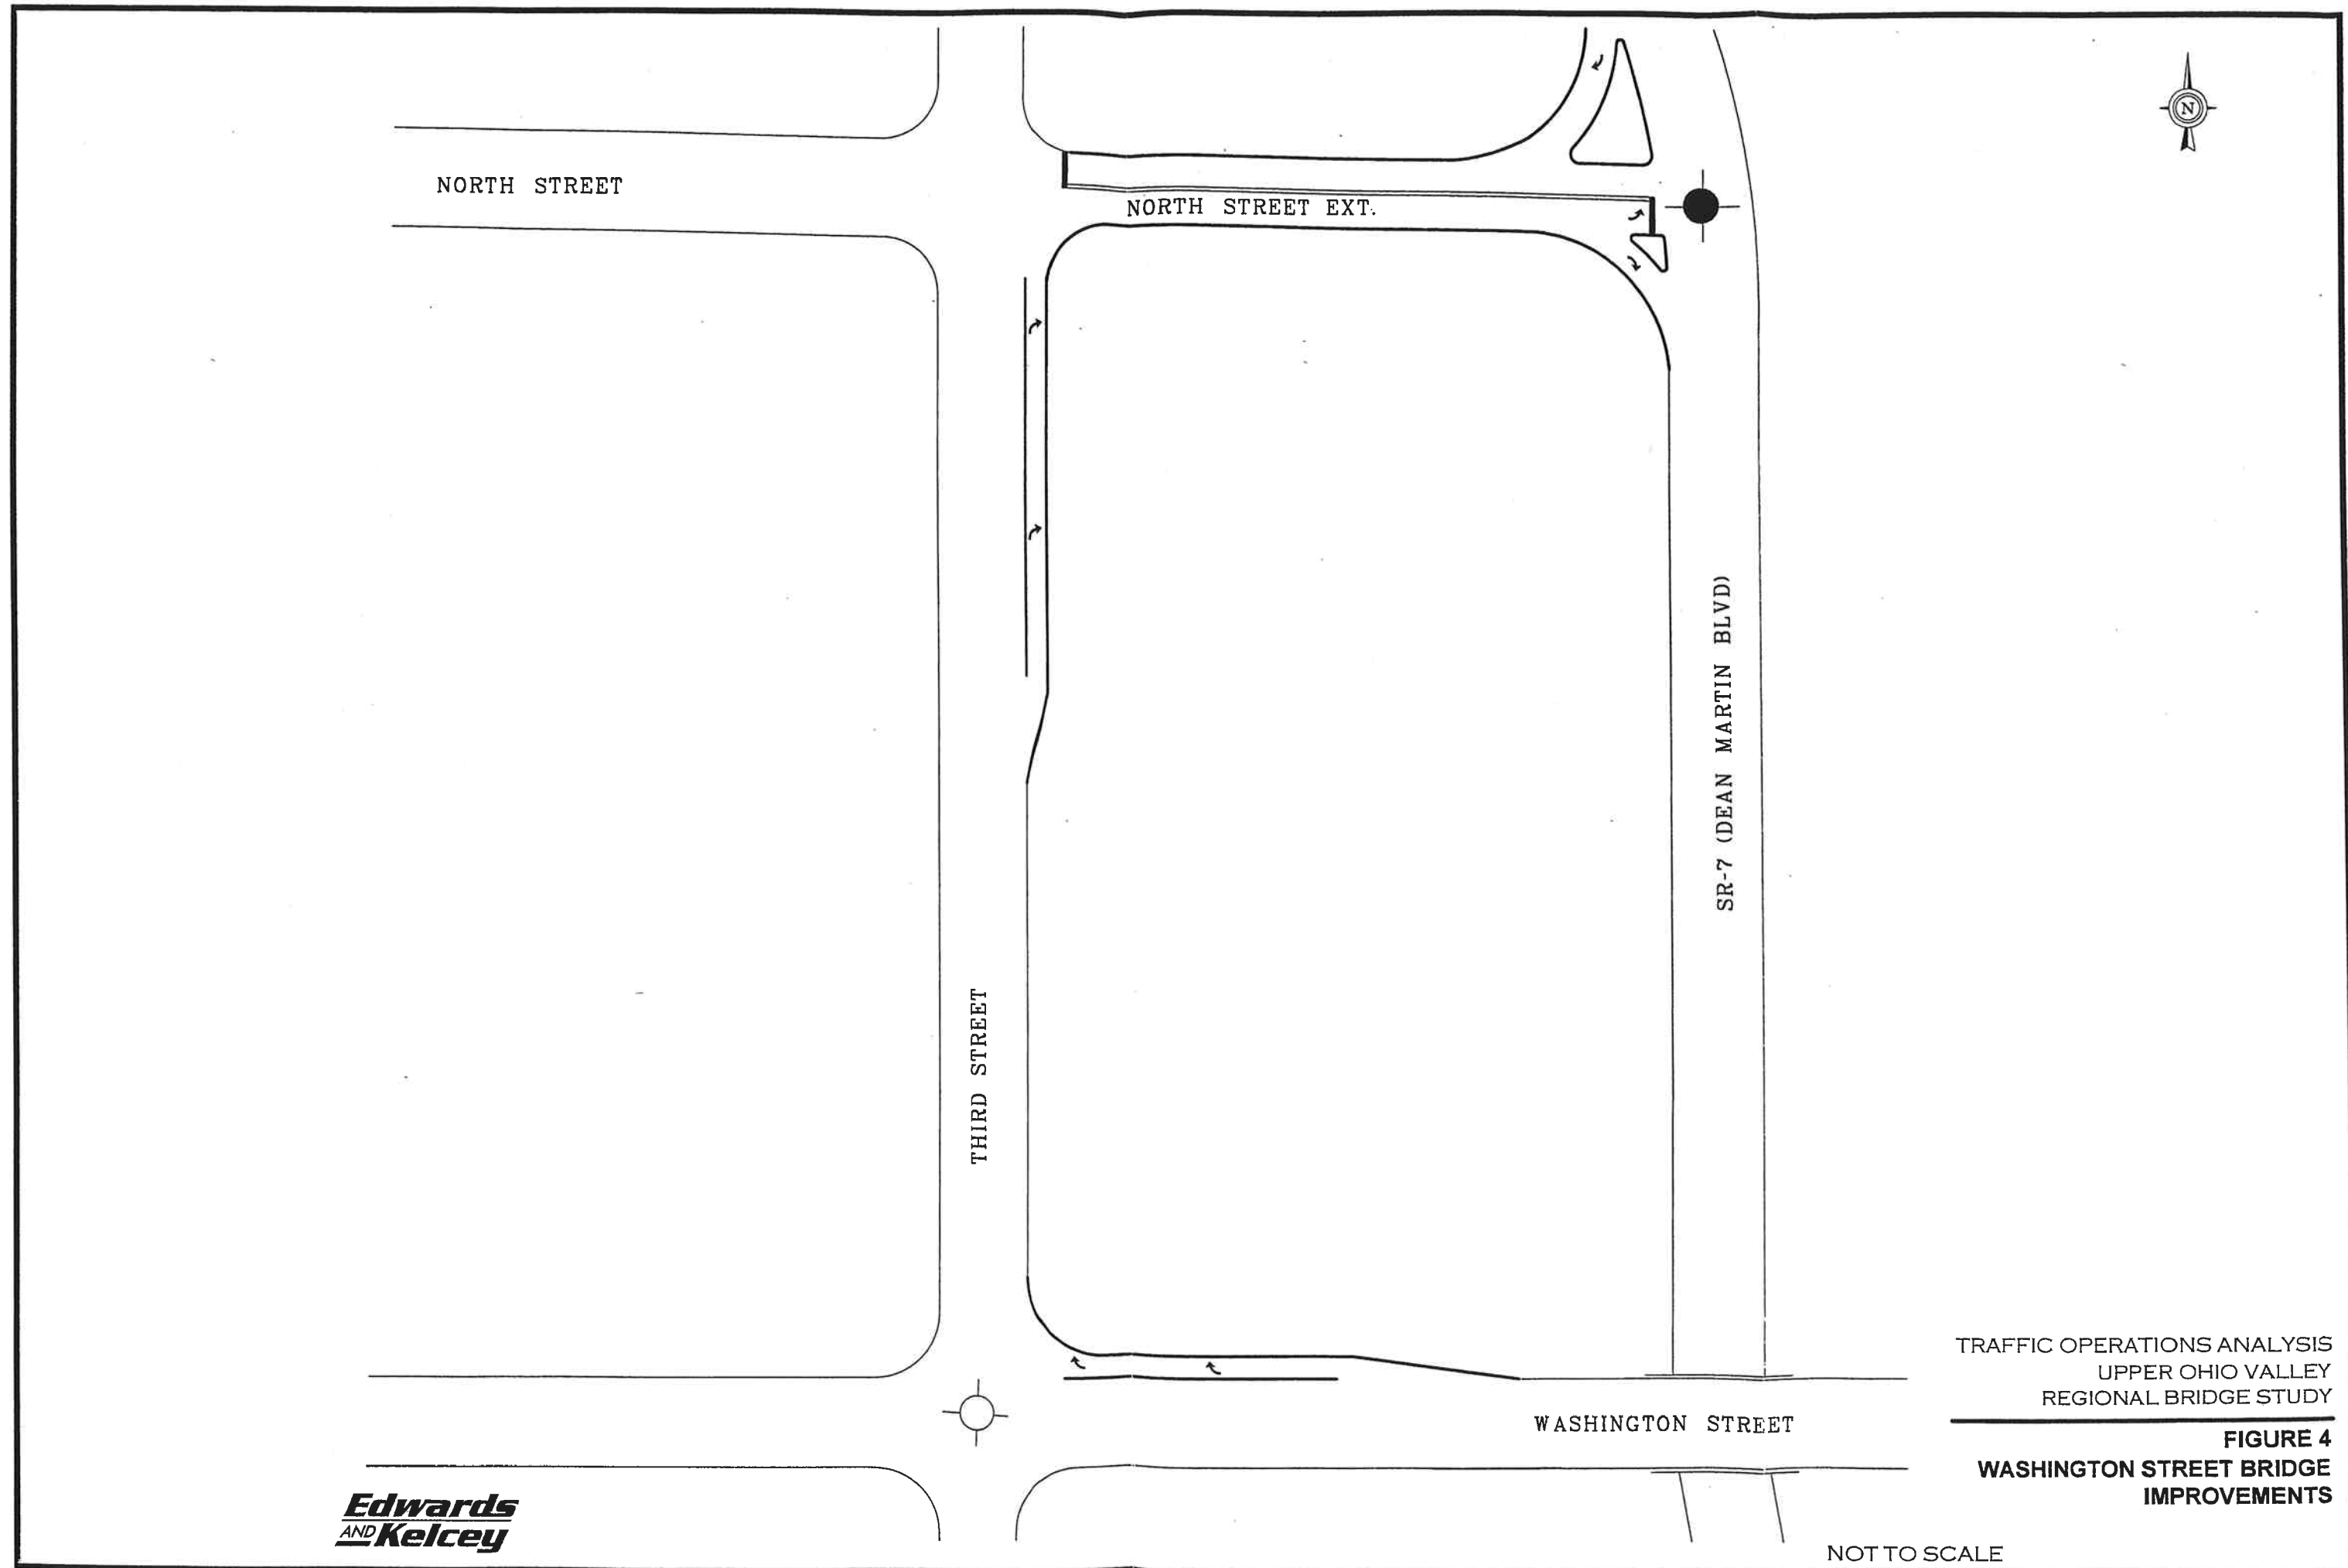 N
NORTH STREET
NORTH STREET EXT.
SR-7 (DEAN MARTIN BLVD)
THIRD STREET
WASHINGTON STREET
TRAFFIC OPERATIONS ANALYSIS
UPPER OHIO VALLEY
REGIONAL BRIDGE STUDY
FIGURE 4
WASHINGTON STREET BRIDGE
IMPROVEMENTS
Edwards
AND Kelcey
NOT TO SCALE